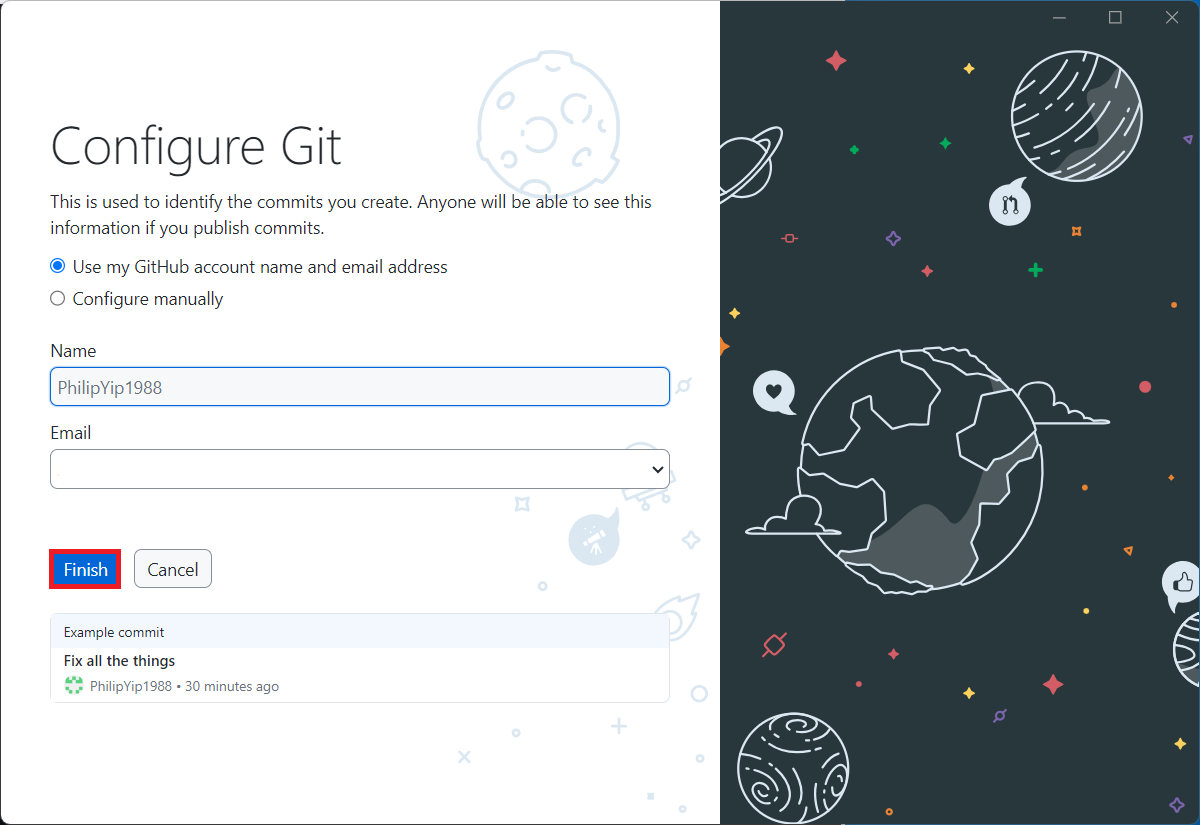 Configure Git
This is used to identify the commits you create. Anyone will be able to see this
information if you publish commits.
Use my GitHub account name and email address
Configure manually
Name
PhilipYip1988
Email
Finish
Cancel
Example commit
Fix all the things
PhilipYip1988 • 30 minutes ago